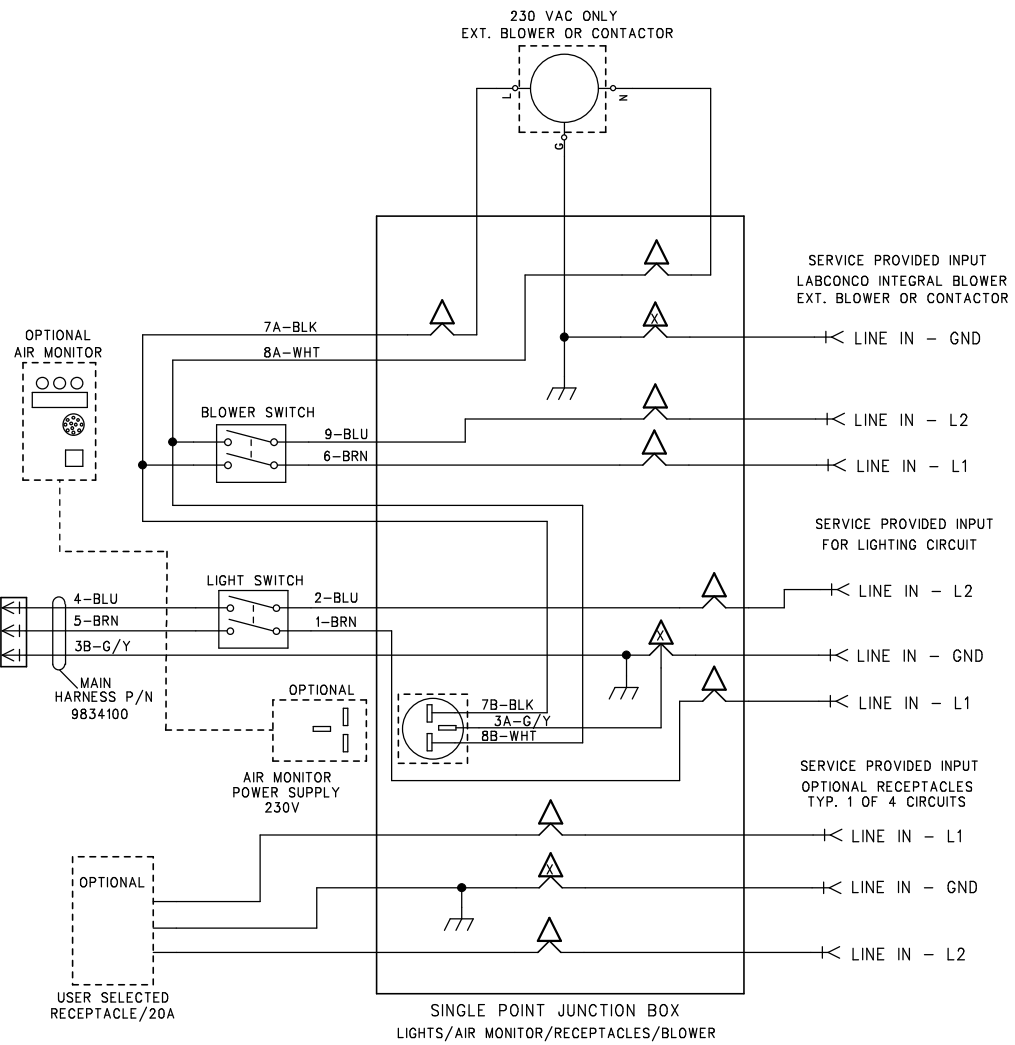 230 VAC ONLY
EXT. BLOWER OR CONTACTOR
L
N
G
SERVICE PROVIDED INPUT
LABCONCO INTEGRAL BLOWER
EXT. BLOWER OR CONTACTOR
X
LINE IN - GND
7A-BLK
OPTIONAL
AIR MONITOR
8A-WHT
BLOWER SWITCH
9-BLU
LINE IN - L2
6-BRN
LINE IN - L1
SERVICE PROVIDED INPUT
FOR LIGHTING CIRCUIT
LIGHT SWITCH
4-BLU
2-BLU
LINE IN - L2
5-BRN
1-BRN
X
3B-G/Y
LINE IN - GND
MAIN
HARNESS P/N
9834100
OPTIONAL
7B-BLK
3A-G/Y
8B-WHT
LINE IN - L1
AIR MONITOR
POWER SUPPLY
230V
SERVICE PROVIDED INPUT
OPTIONAL RECEPTACLES
TYP. 1 OF 4 CIRCUITS
LINE IN - L1
X
OPTIONAL
LINE IN - GND
LINE IN - L2
USER SELECTED
RECEPTACLE/20A
SINGLE POINT JUNCTION BOX
LIGHTS/AIR MONITOR/RECEPTACLES/BLOWER